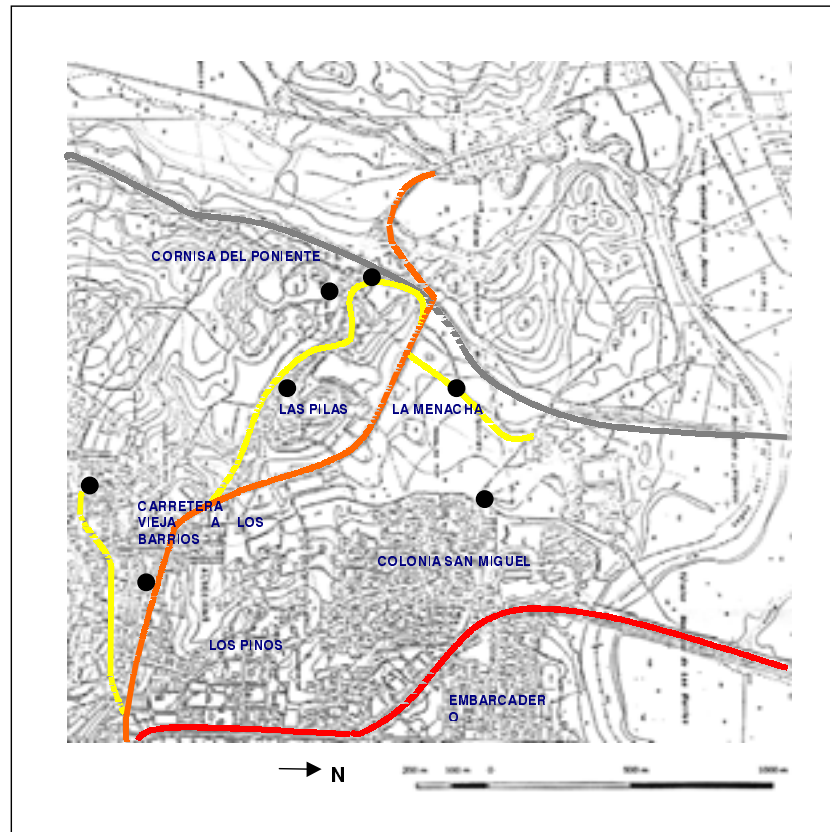 CORNISA DEL PONIENTE
LAS PILAS
LA MENACHA
CARRETERA
VIEJA A LOS
BARRIOS
COLONIA SAN MIGUEL
LOS PINOS
EMBARCADER
O
N
200 m 100 m 0 500 m 1000 m